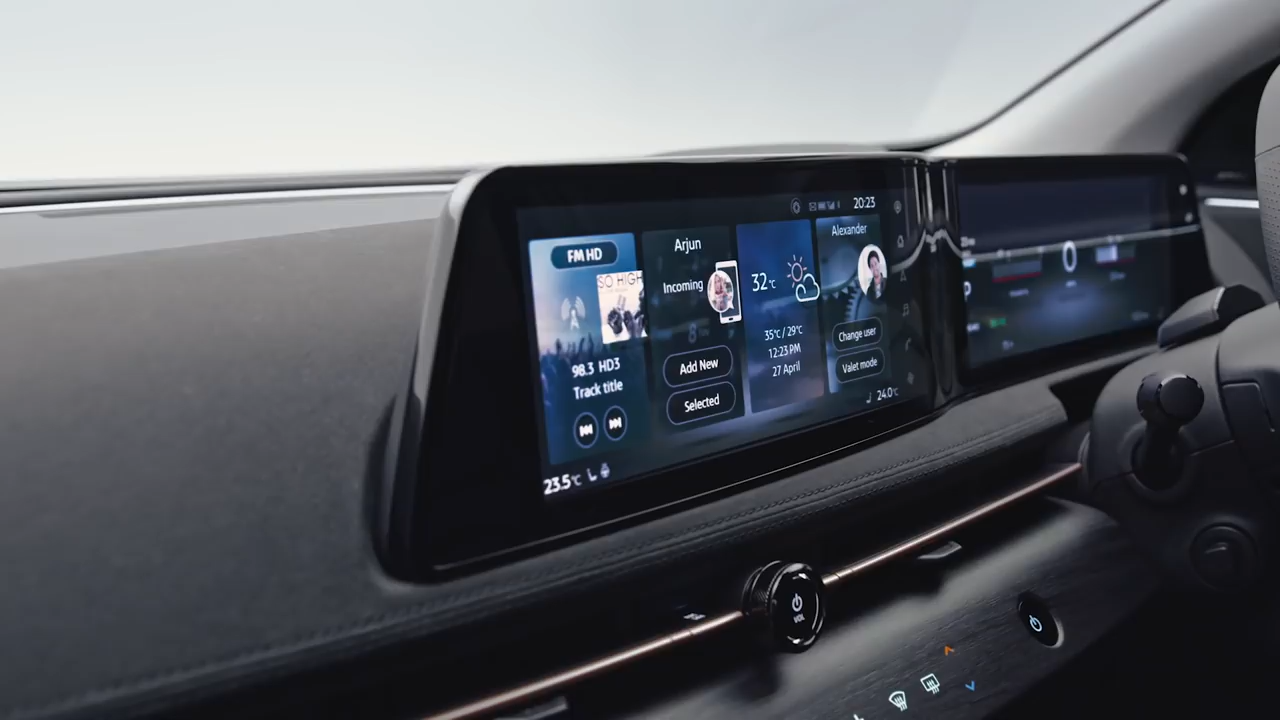 20:23
FM HD
SO HIGH
98.3 HD3
Track title
23.5°C
Arjun
Incoming
8
Add New
Selected
32°C
35°C / 29°C
12:23 PM
27 April
Alexander
Change user
Valet mode
24.0°C
VOL